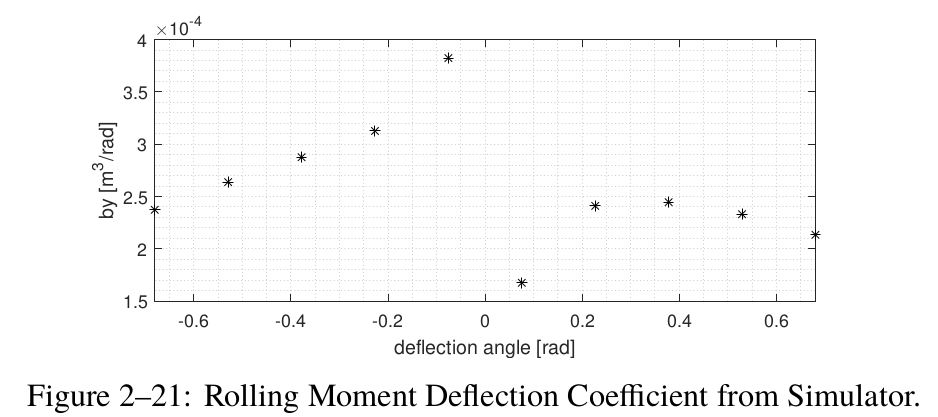 ×10-4
4
3.5
3
2.5
2
1.5
by [m3/rad]
-0.6 -0.4 -0.2 0 0.2 0.4 0.6
deflection angle [rad]
Figure 2–21: Rolling Moment Deflection Coefficient from Simulator.